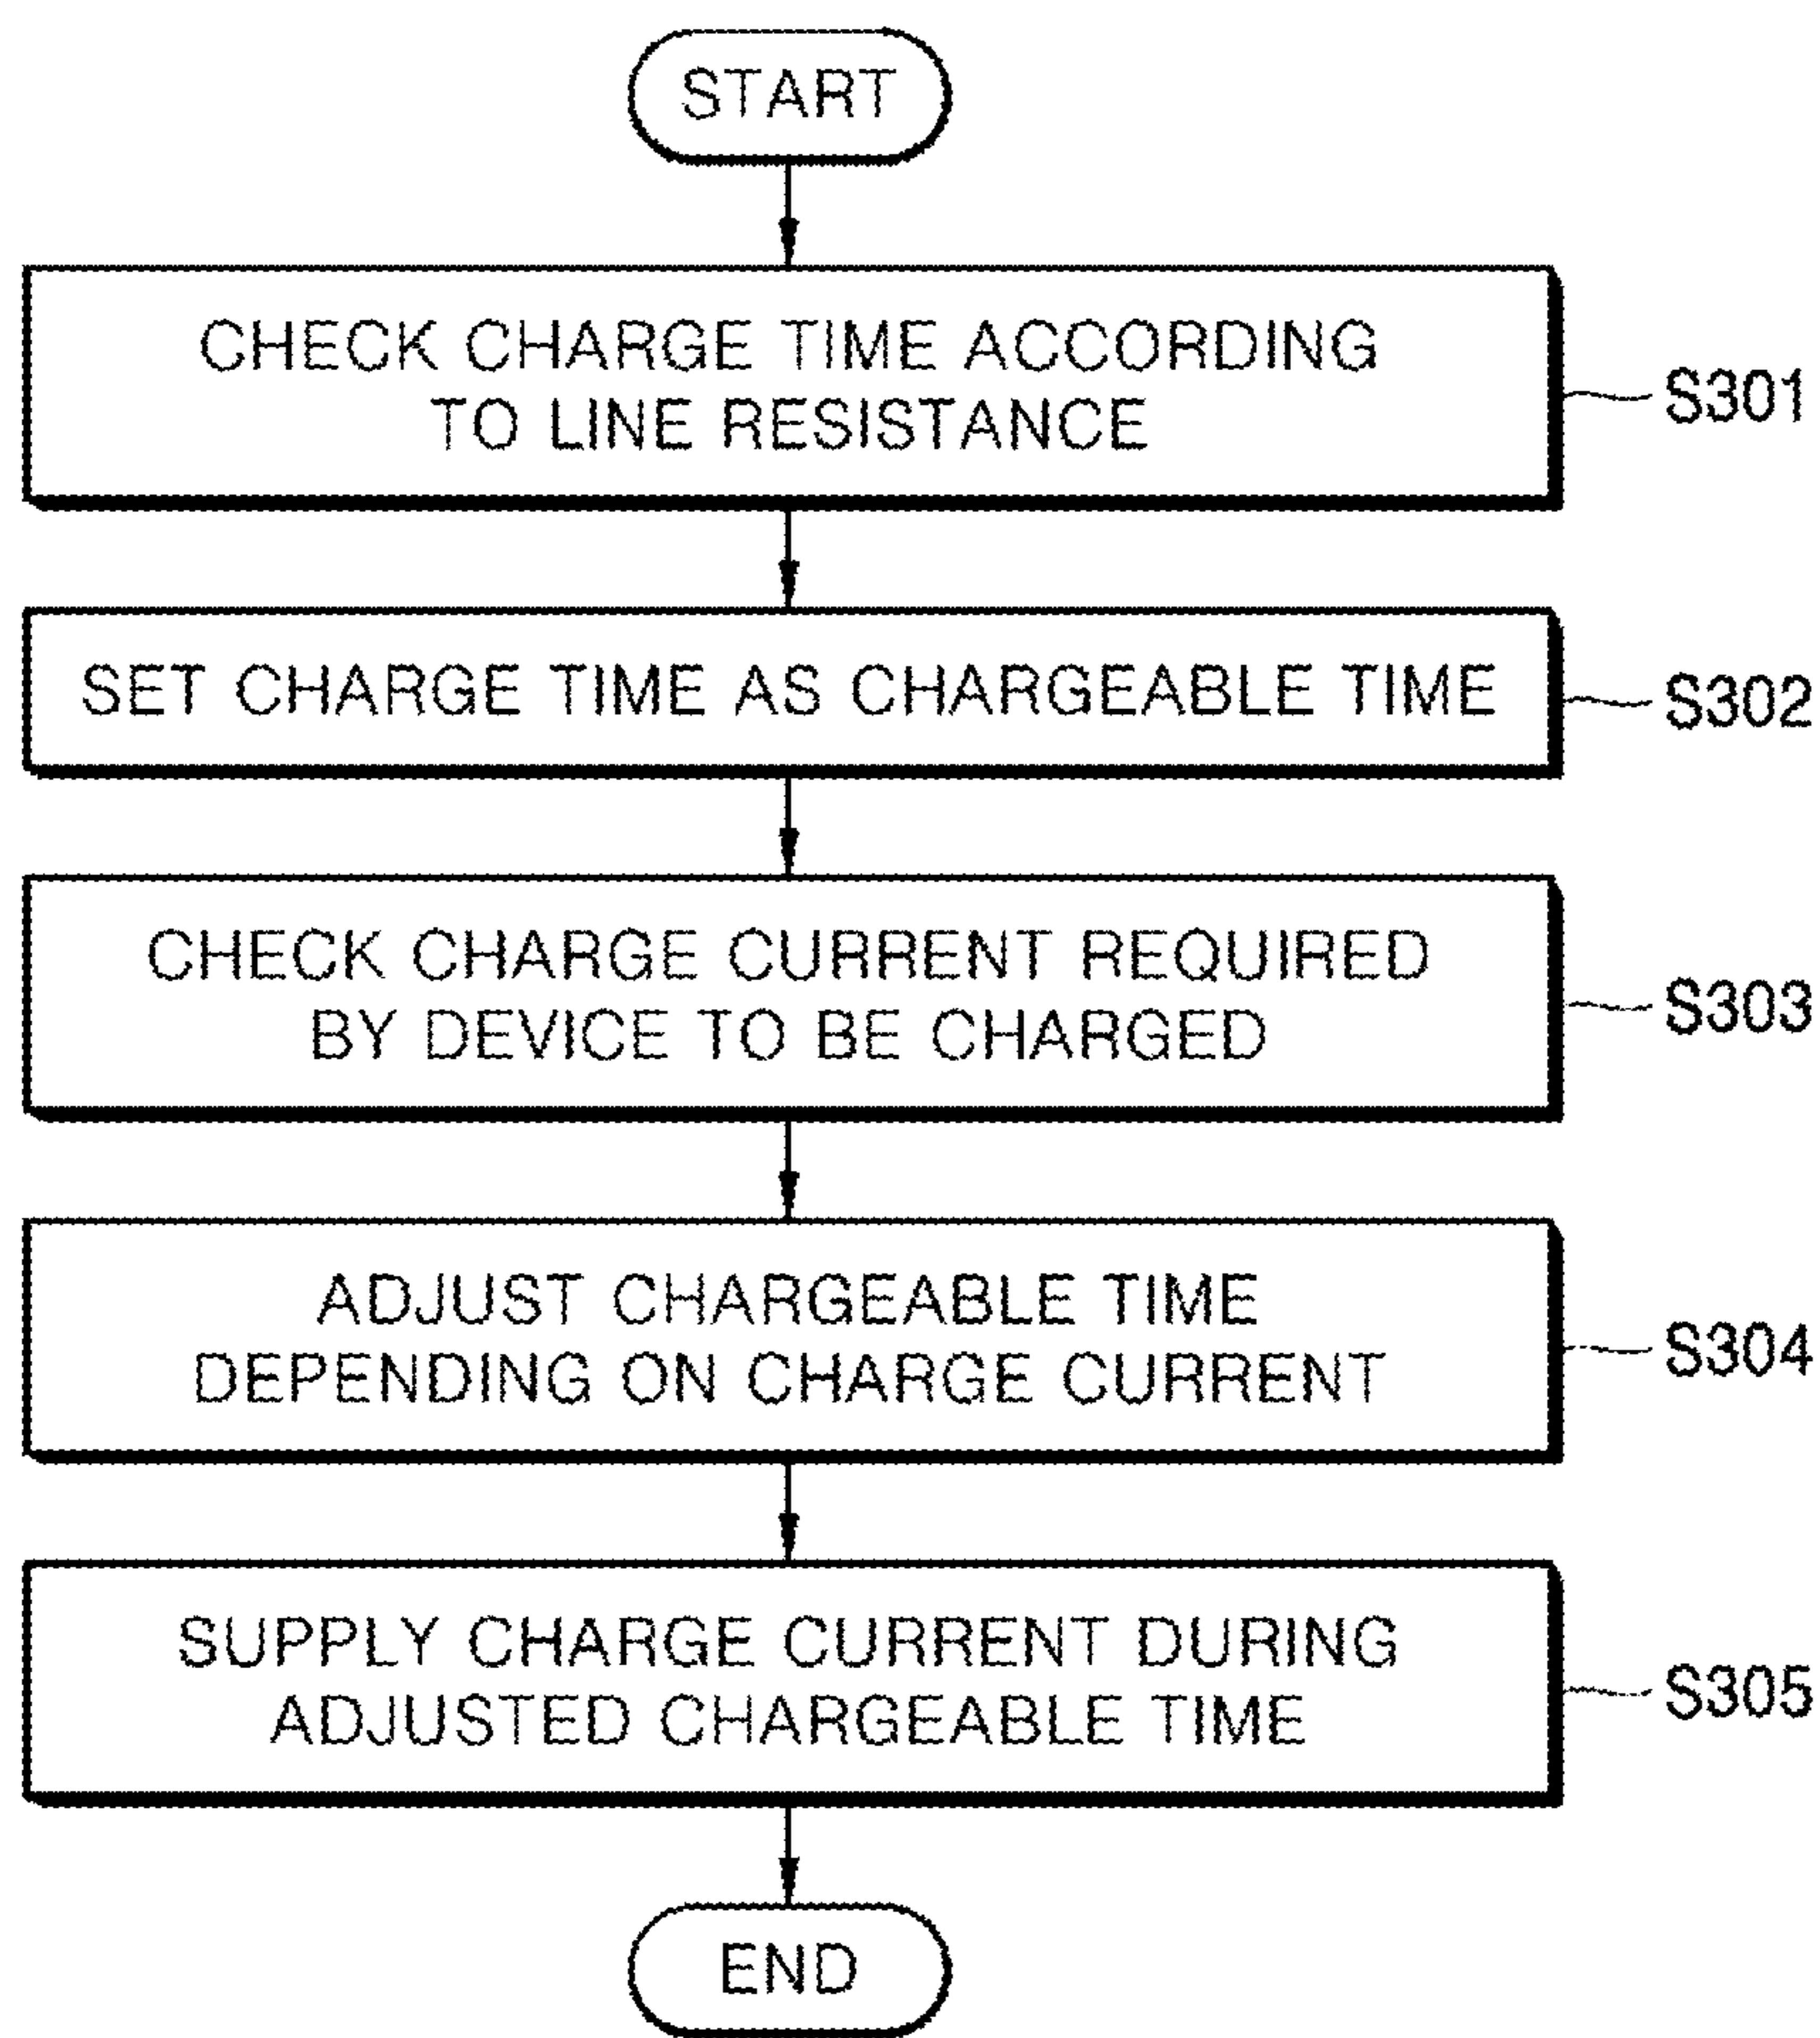 START
CHECK CHARGE TIME ACCORDING
TO LINE RESISTANCE
S301
SET CHARGE TIME AS CHARGEABLE TIME
S302
CHECK CHARGE CURRENT REQUIRED
BY DEVICE TO BE CHARGED
S303
ADJUST CHARGEABLE TIME
DEPENDING ON CHARGE CURRENT
S304
SUPPLY CHARGE CURRENT DURING
ADJUSTED CHARGEABLE TIME
S305
END